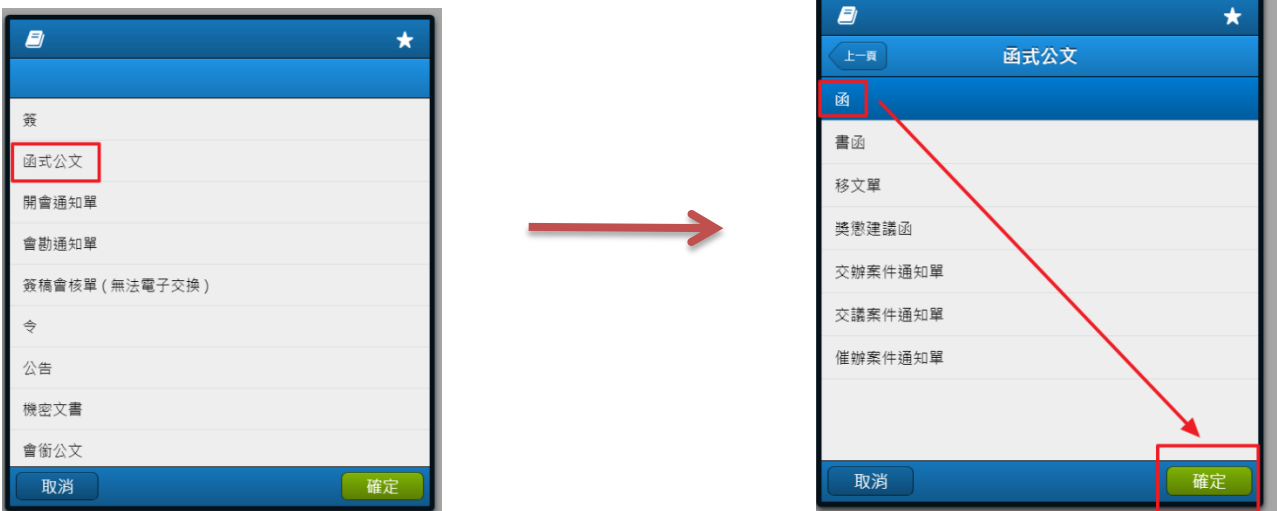 簽
函式公文
開會通知單
會勘通知單
簽稿會核單 ( 無法電子交換 )
令
公告
機密文書
會銜公文
取消
確定
上一頁
函式公文
函
書函
移文單
獎懲建議函
交辦案件通知單
交議案件通知單
催辦案件通知單
取消
確定